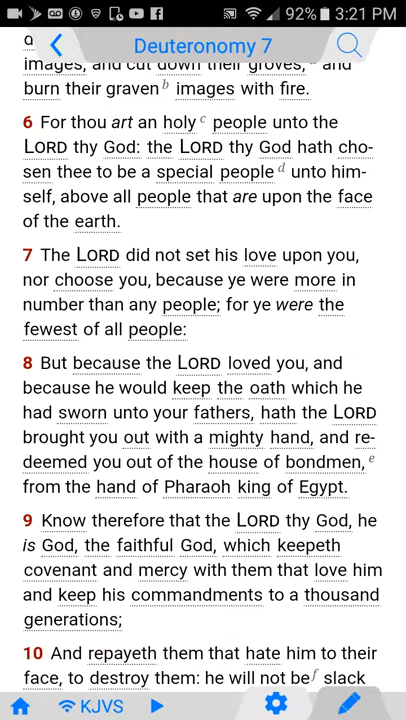 92% 3:21 PM
Deuteronomy 7
images, and cut down their groves, and
burn their graven b images with fire.
6 For thou art an holy c people unto the
LORD thy God: the LORD thy God hath cho-
sen thee to be a special people d unto him-
self, above all people that are upon the face
of the earth.
7 The LORD did not set his love upon you,
nor choose you, because ye were more in
number than any people; for ye were the
fewest of all people:
8 But because the LORD loved you, and
because he would keep the oath which he
had sworn unto your fathers, hath the LORD
brought you out with a mighty hand, and re-
deemed you out of the house of bondmen, e
from the hand of Pharaoh king of Egypt.
9 Know therefore that the LORD thy God, he
is God, the faithful God, which keepeth
covenant and mercy with them that love him
and keep his commandments to a thousand
generations;
10 And repayeth them that hate him to their
face, to destroy them: he will not be f slack
KJVS